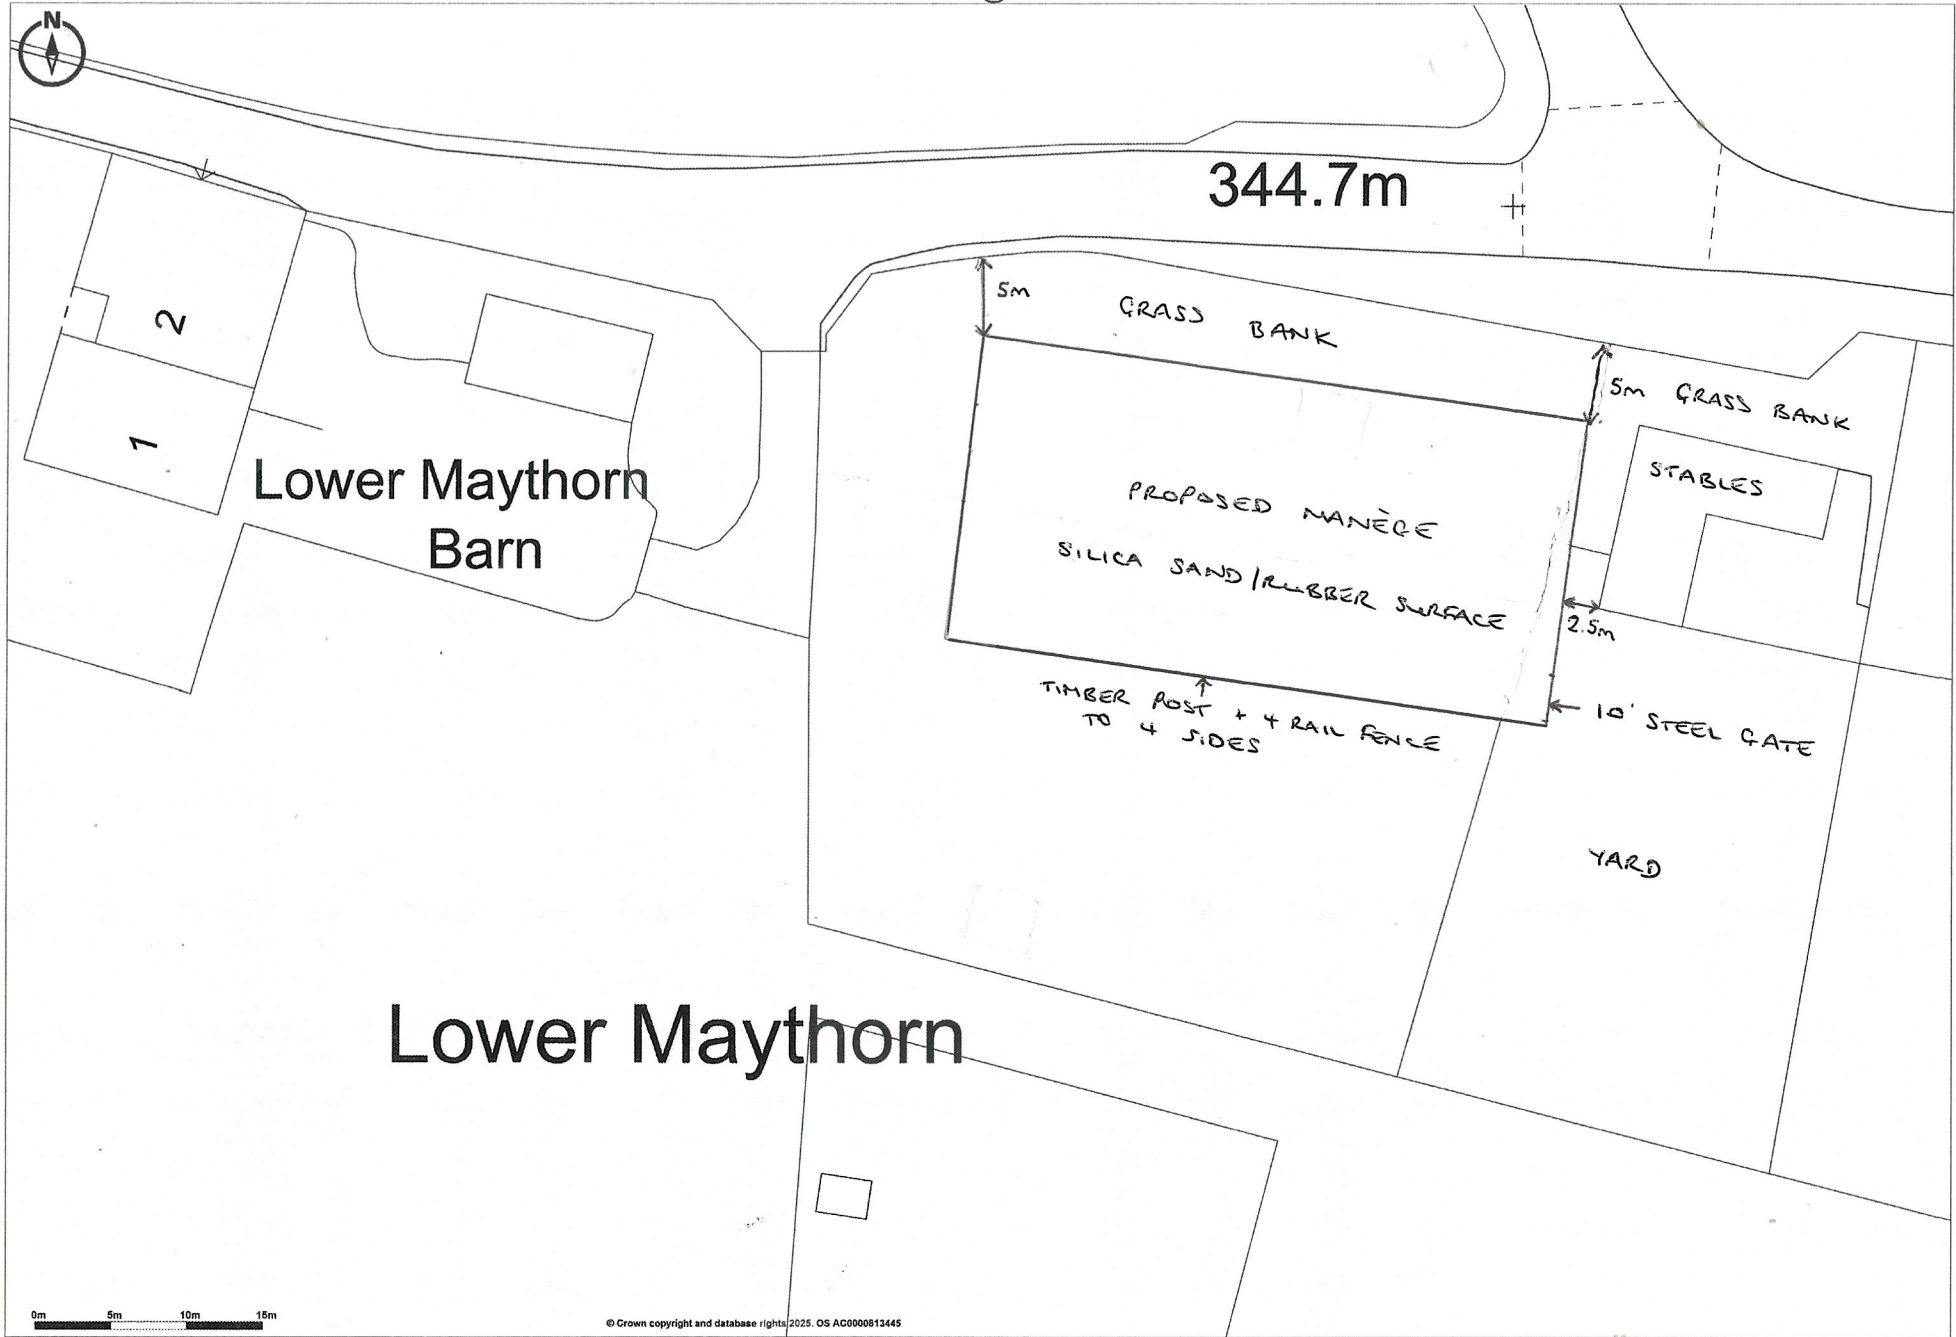 N
344.7m
5m
GRASS BANK
5m GRASS BANK
2
1
STABLES
Lower Maythorn
Barn
PROPOSED MANÈGE
SILICA SAND/RUBBER SURFACE
2.5m
TIMBER POST + 4 RAIL FENCE
TO 4 SIDES
10' STEEL GATE
YARD
Lower Maythorn
0m 5m 10m 15m
© Crown copyright and database rights 2025. OS AC0000813445